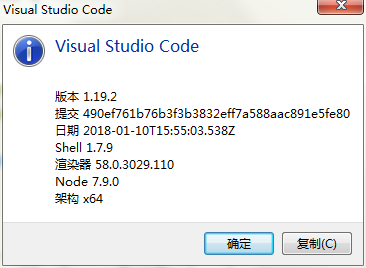 Visual Studio Code
Visual Studio Code
版本 1.19.2
提交 490ef761b76b3f3b3832eff7a588aac891e5fe80
日期 2018-01-10T15:55:03.538Z
Shell 1.7.9
渲染器 58.0.3029.110
Node 7.9.0
架构 x64
确定
复制(C)